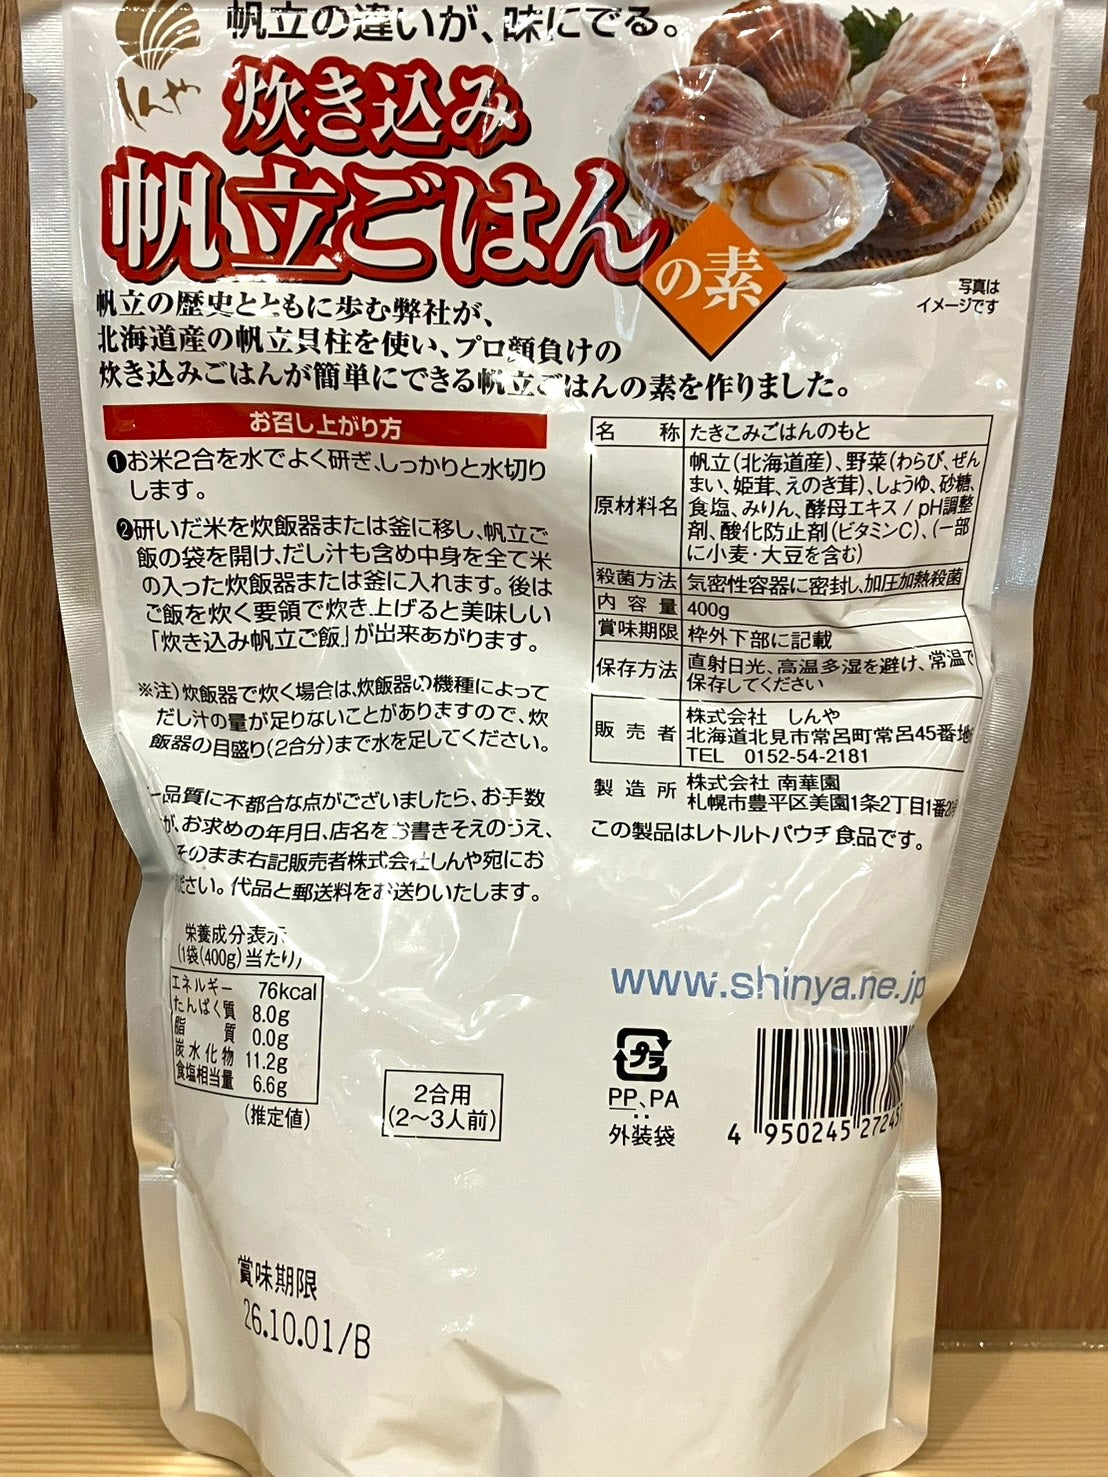 帆立の違いが、味にでる。
しんや
炊き込み
帆立ごはん
の素
写真は
イメージです
帆立の歴史とともに歩む弊社が、
北海道産の帆立貝柱を使い、プロ顔負けの
炊き込みごはんが簡単にできる帆立ごはんの素を作りました。
お召し上がり方
❶お米2合を水でよく研ぎ、しっかりと水切り
します。
❷研いだ米を炊飯器または釜に移し、帆立ご
飯の袋を開け、だし汁も含め中身を全て米
の入った炊飯器または釜に入れます。後は
ご飯を炊く要領で炊き上げると美味しい
「炊き込み帆立ご飯」が出来あがります。
※注)炊飯器で炊く場合は、炊飯器の機種によって
だし汁の量が足りないことがありますので、炊
飯器の目盛り(2合分)まで水を足してください。
一品質に不都合な点がございましたら、お手数
が、お求めの年月日、店名をお書きそえのうえ、
そのまま右記販売者株式会社しんや宛にお
ださい。代品と郵送料をお送りいたします。
栄養成分表示
(1袋(400g)当たり)
エネルギー 76kcal
たんぱく質 8.0g
脂質 0.0g
炭水化物 11.2g
食塩相当量 6.6g
(推定値)
2合用
(2〜3人前)
名称 たきこみごはんのもと
原材料名 帆立(北海道産)、野菜(わらび、ぜん
まい、姫茸、えのき茸)、しょうゆ、砂糖、
食塩、みりん、酵母エキス / pH調整
剤、酸化防止剤(ビタミンC)、(一部
に小麦・大豆を含む)
殺菌方法 気密性容器に密封し、加圧加熱殺菌
内容量 400g
賞味期限 枠外下部に記載
保存方法 直射日光、高温多湿を避け、常温で
保存してください
販売者 株式会社 しんや
北海道北見市常呂町常呂45番地
TEL 0152-54-2181
製造所 株式会社 南華園
札幌市豊平区美園1条2丁目1番
この製品はレトルトパウチ食品です。
www.shinya.ne.jp
プラ
PP、PA
外装袋
4 950245 2724
賞味期限
26.10.01/B